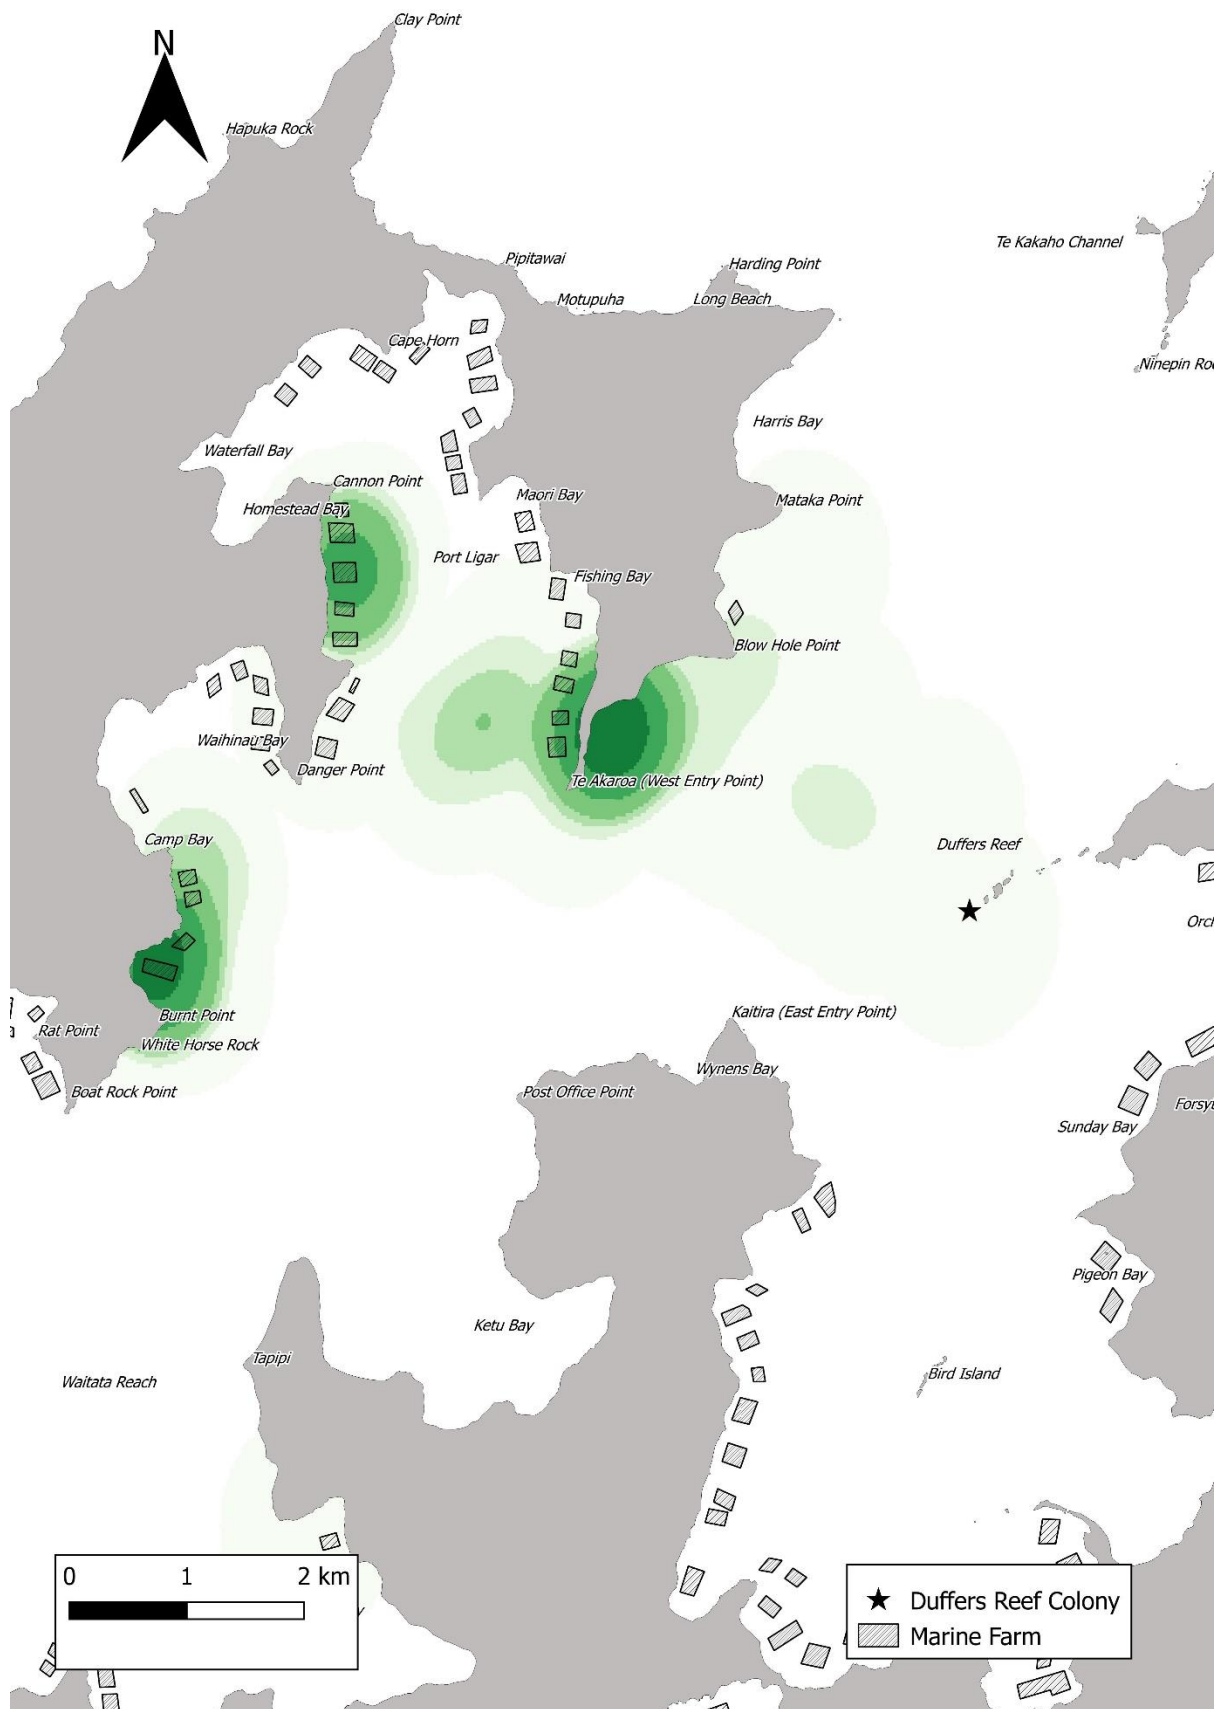 Clay Point
N
Hapuka Rock
Te Kakaho Channel
Pipitawai
Harding Point
Motupuha
Long Beach
Cape Horn
Harris Bay
Waterfall Bay
Cannon Point
Maori Bay
Mataka Point
Homestead Bay
Port Ligar
Fishing Bay
Blow Hole Point
Waihinau Bay
Danger Point
Te Akaroa (West Entry Point)
Camp Bay
Duffers Reef
Burnt Point
Kaitira (East Entry Point)
Rat Point
White Horse Rock
Wynens Bay
Boat Rock Point
Post Office Point
Sunday Bay
Pigeon Bay
Ketu Bay
Tapipi
Waitata Reach
Bird Island
0 1 2 km
Duffers Reef Colony
Marine Farm